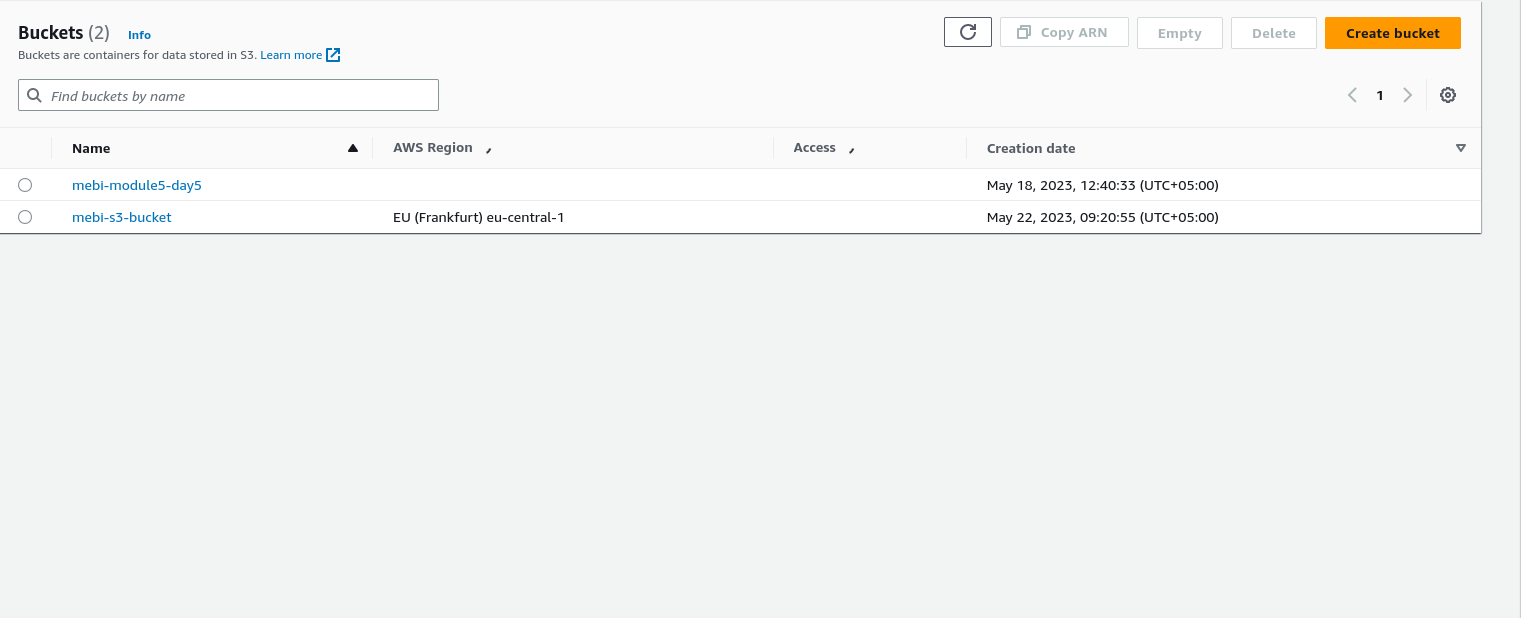 Buckets (2) Info
Buckets are containers for data stored in S3. Learn more
Copy ARN
Empty
Delete
Create bucket
Find buckets by name
1
Name AWS Region Access Creation date
mebi-module5-day5 May 18, 2023, 12:40:33 (UTC+05:00)
mebi-s3-bucket EU (Frankfurt) eu-central-1 May 22, 2023, 09:20:55 (UTC+05:00)